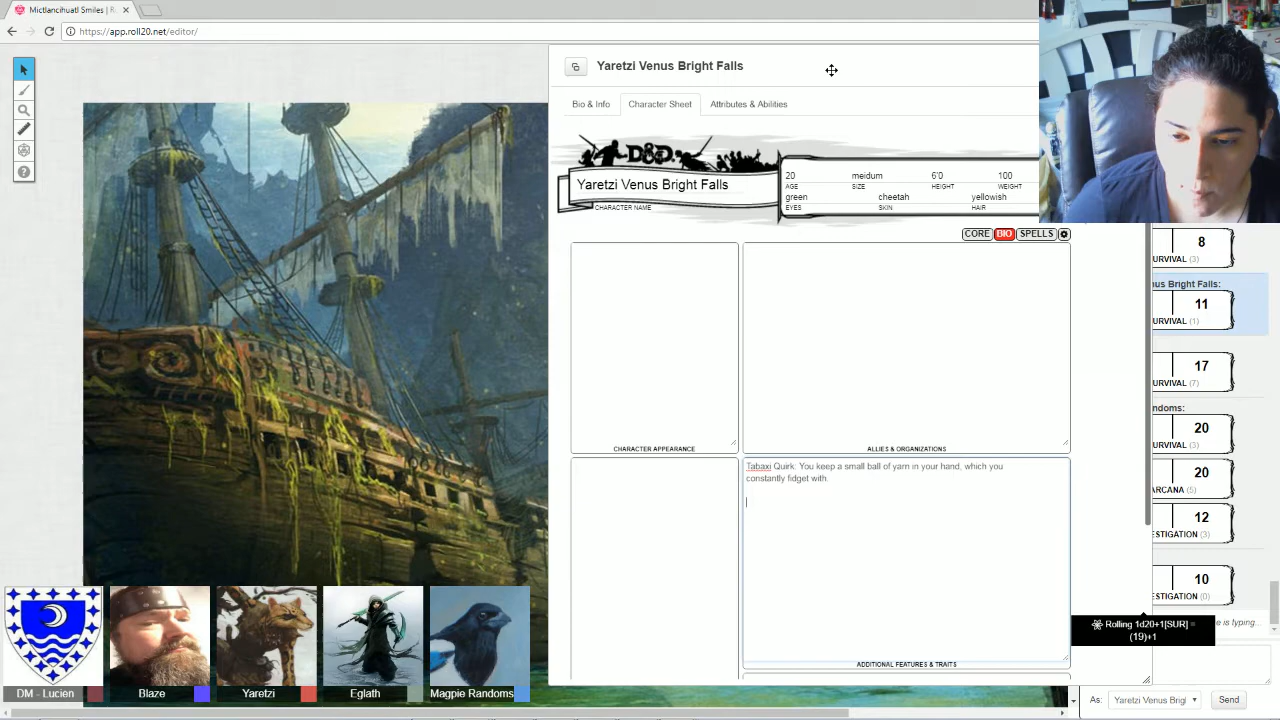 Mictlancihuatl Smiles | R
https://app.roll20.net/editor/
Yaretzi Venus Bright Falls
Bio & Info
Character Sheet
Attributes & Abilities
D&D
20
meidum
6'0
100
Yaretzi Venus Bright Falls
AGE
SIZE
HEIGHT
WEIGHT
green
cheetah
yellowish
CHARACTER NAME
EYES
SKIN
HAIR
CORE
BIO
SPELLS
8
URVIVAL (3)
us Bright Falls:
11
URVIVAL (1)
17
URVIVAL (7)
ndoms:
20
URVIVAL (3)
20
ARCANA (5)
12
STIGATION (3)
10
STIGATION (0)
CHARACTER APPEARANCE
ALLIES & ORGANIZATIONS
Tabaxi Quirk: You keep a small ball of yarn in your hand, which you
constantly fidget with.
ADDITIONAL FEATURES & TRAITS
e is typing...
Rolling 1d20+1[SUR] =
(19)+1
DM - Lucien
Blaze
Yaretzi
Eglath
Magpie Randoms
As:
Yaretzi Venus Brigl
Send